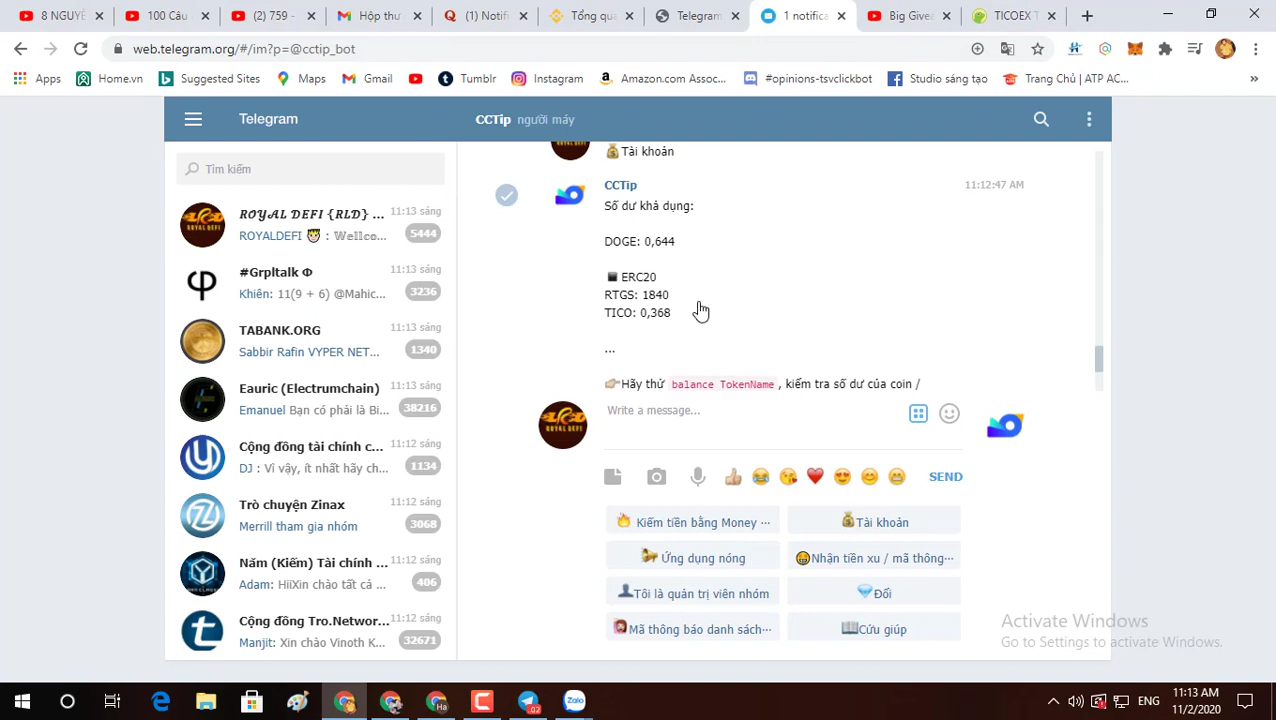 8 NGUYÊ
100 Câu
(2) 759 -
Hộp thư
(1) Notifi
Tổng qua
Telegram
1 notifica
Big Give
TICOEX T
web.telegram.org/#/im?p=@cctip_bot
Apps
Home.vn
Suggested Sites
Maps
Gmail
Tumblr
Instagram
Amazon.com Assoc...
#opinions-tsvclickbot
Studio sáng tạo
Trang Chủ | ATP AC...
Telegram
CCTip người máy
Tìm kiếm
ROYAL DEFI {RLD} ...
11:13 sáng
ROYALDEFI : Wellco...
5444
#Grpltalk Φ
11:13 sáng
Khiên: 11(9 + 6) @Mahic...
3236
TABANK.ORG
11:13 sáng
Sabbir Rafin VYPER NET...
1340
Eauric (Electrumchain)
11:13 sáng
Emanuel Bạn có phải là Bi...
38216
Cộng đồng tài chính c...
11:12 sáng
DJ : Vì vậy, ít nhất hãy ch...
1134
Trò chuyện Zinax
11:12 sáng
Merrill tham gia nhóm
3068
Năm (Kiếm) Tài chính ...
11:12 sáng
Adam: HiiXin chào tất cả ...
406
Cộng đồng Tro.Networ...
11:12 sáng
Manjit: Xin chào Vinoth K...
32671
Tài khoản
CCTip
11:12:47 AM
Số dư khả dụng:
DOGE: 0,644
ERC20
RTGS: 1840
TICO: 0,368
...
Hãy thử balance TokenName , kiểm tra số dư của coin /
Write a message...
SEND
Kiếm tiền bằng Money ...
Tài khoản
Ứng dụng nóng
Nhận tiền xu / mã thông...
Tôi là quản trị viên nhóm
Đổi
Mã thông báo danh sách...
Cứu giúp
Activate Windows
Go to Settings to activate Windows.
ENG
11:13 AM
11/2/2020